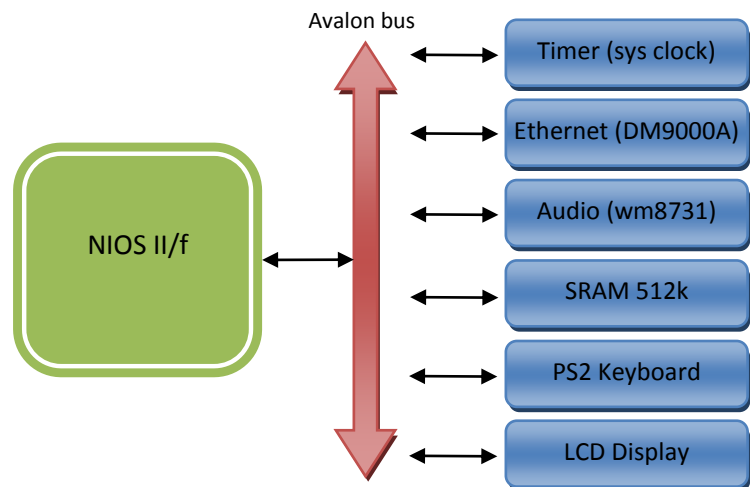 Avalon bus
NIOS II/f
Timer (sys clock)
Ethernet (DM9000A)
Audio (wm8731)
SRAM 512k
PS2 Keyboard
LCD Display